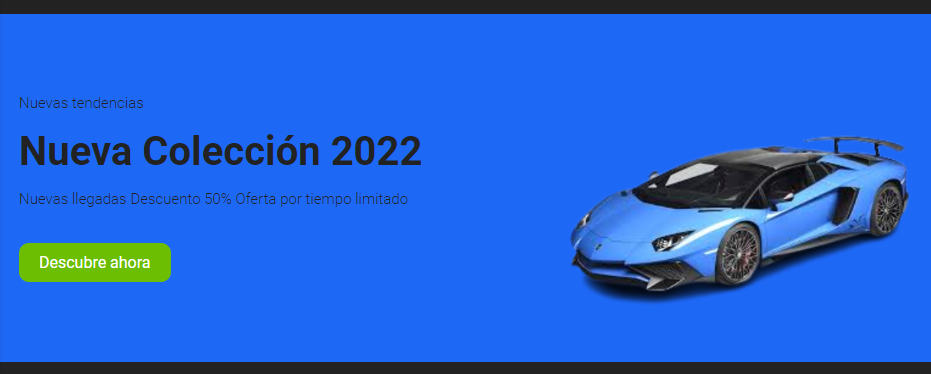 Nuevas tendencias
Nueva Colección 2022
Nuevas llegadas Descuento 50% Oferta por tiempo limitado
Descubre ahora